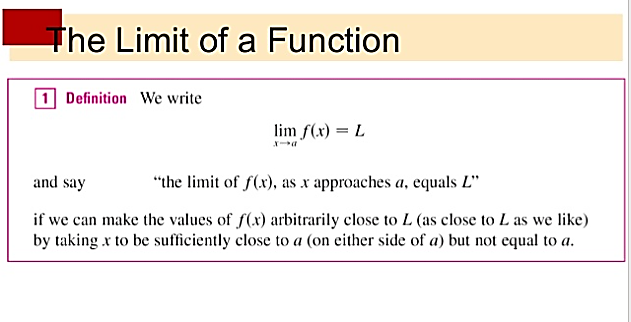 The Limit of a Function
1 Definition We write
lim f(x) = L
x→a
and say "the limit of f(x), as x approaches a, equals L"
if we can make the values of f(x) arbitrarily close to L (as close to L as we like)
by taking x to be sufficiently close to a (on either side of a) but not equal to a.